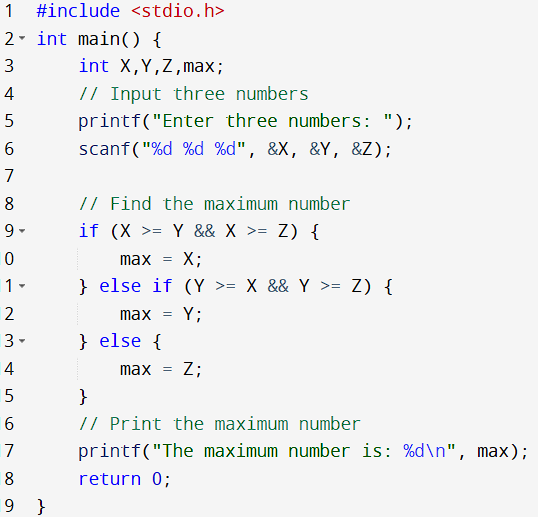 1 #include <stdio.h>
2 int main() {
3     int X,Y,Z,max;
4     // Input three numbers
5     printf("Enter three numbers: ");
6     scanf("%d %d %d", &X, &Y, &Z);
7
8     // Find the maximum number
9     if (X >= Y && X >= Z) {
0         max = X;
1     } else if (Y >= X && Y >= Z) {
2         max = Y;
3     } else {
4         max = Z;
5     }
6     // Print the maximum number
7     printf("The maximum number is: %d\n", max);
8     return 0;
9 }